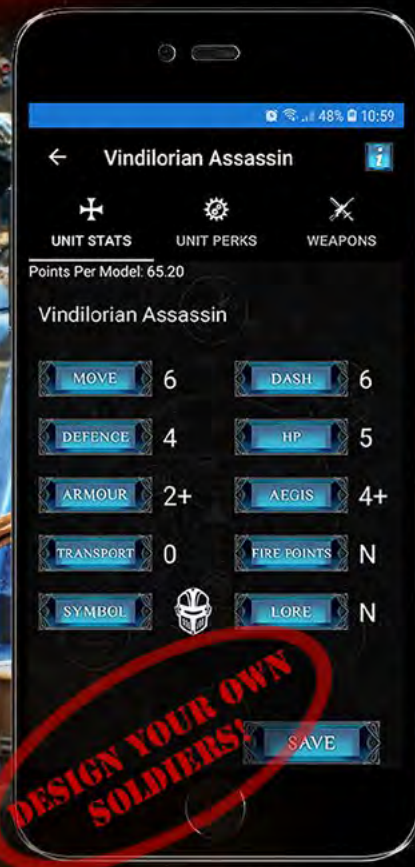 48% 10:59
Vindilorian Assassin i
UNIT STATS UNIT PERKS WEAPONS
Points Per Model: 65.20
Vindilorian Assassin
MOVE 6 DASH 6
DEFENCE 4 HP 5
ARMOUR 2+ AEGIS 4+
TRANSPORT 0 FIRE POINTS N
SYMBOL LORE N
SAVE
DESIGN YOUR OWN
SOLDIERS!